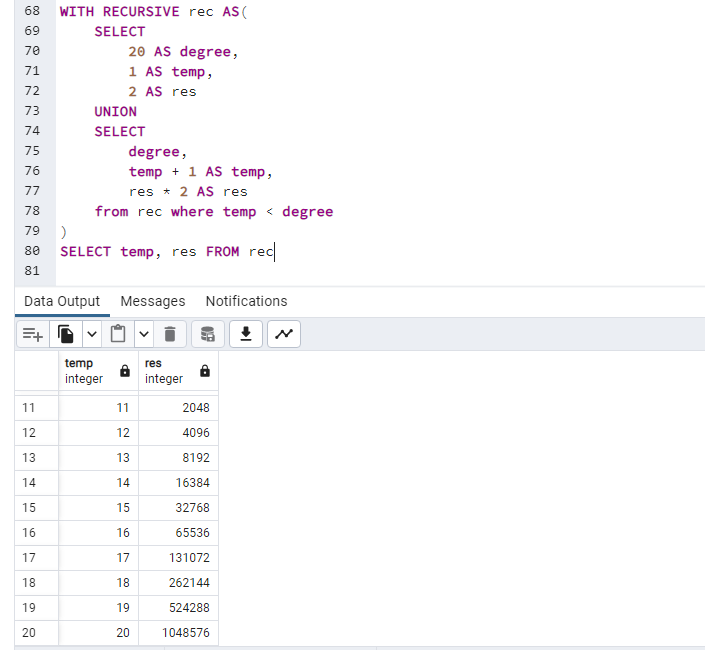 68 WITH RECURSIVE rec AS(
69 SELECT
70 20 AS degree,
71 1 AS temp,
72 2 AS res
73 UNION
74 SELECT
75 degree,
76 temp + 1 AS temp,
77 res * 2 AS res
78 from rec where temp < degree
79 )
80 SELECT temp, res FROM rec
81
Data Output Messages Notifications
temp res
integer integer
11 11 2048
12 12 4096
13 13 8192
14 14 16384
15 15 32768
16 16 65536
17 17 131072
18 18 262144
19 19 524288
20 20 1048576